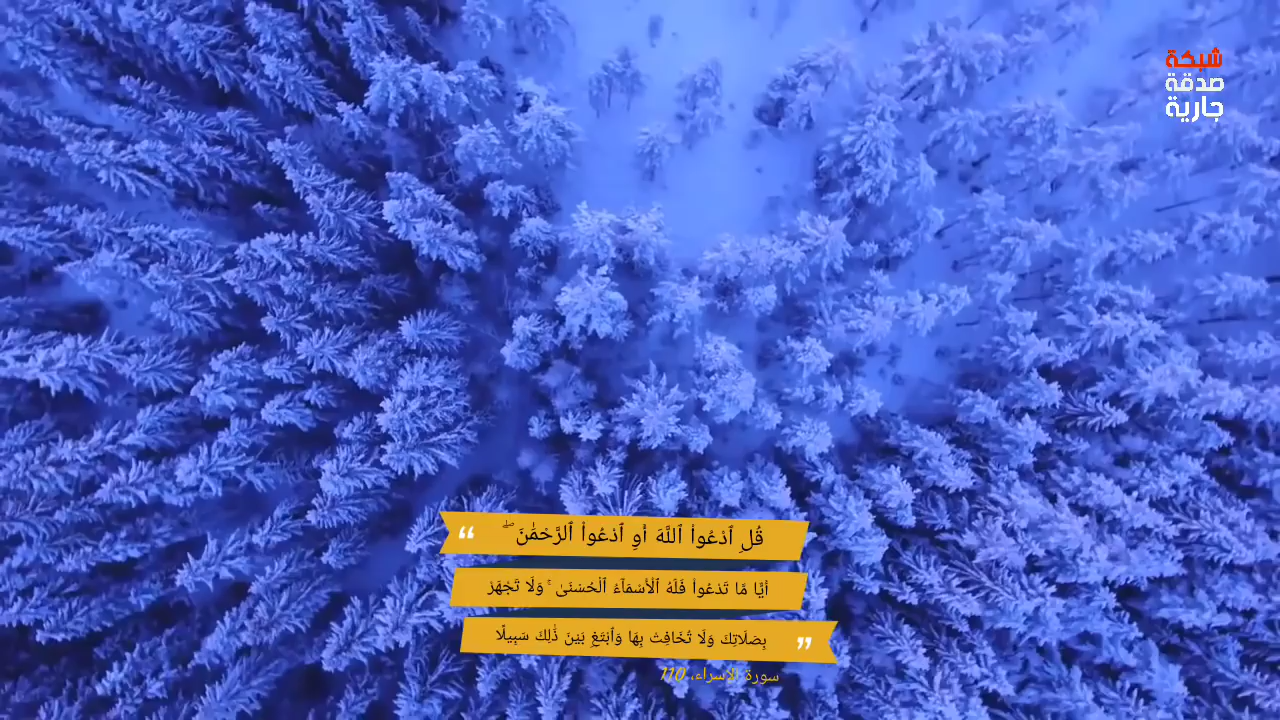 شبكة
صدقة
جارية
قُلِ ٱدْعُوا۟ ٱللَّهَ أَوِ ٱدْعُوا۟ ٱلرَّحْمَٰنَ ۖ
أَيًّا مَّا تَدْعُوا۟ فَلَهُ ٱلْأَسْمَآءُ ٱلْحُسْنَىٰ ۚ وَلَا تَجْهَرْ
بِصَلَاتِكَ وَلَا تُخَافِتْ بِهَا وَٱبْتَغِ بَيْنَ ذَٰلِكَ سَبِيلًا
سورة الإسراء، 110